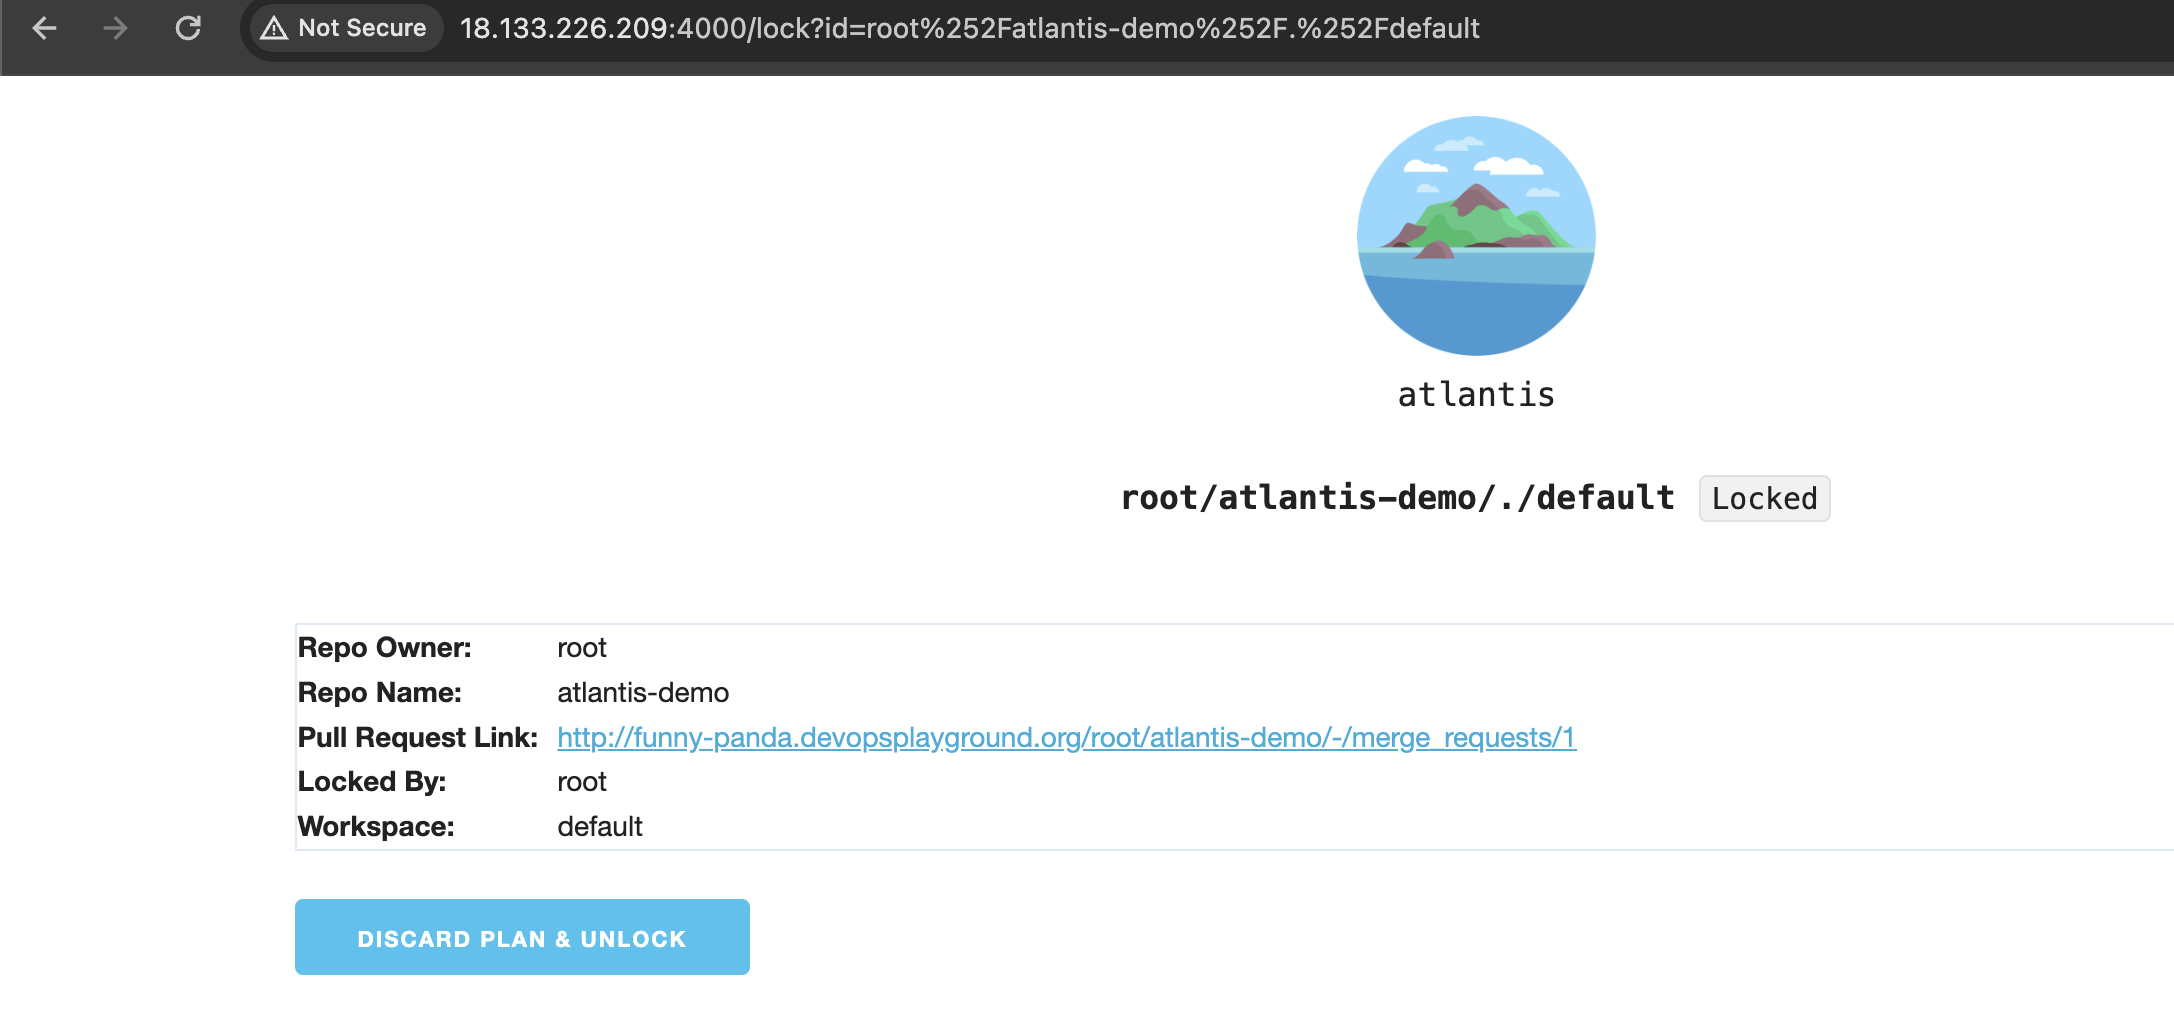 Not Secure 18.133.226.209:4000/lock?id=root%252Fatlantis-demo%252F.%252Fdefault
atlantis
root/atlantis-demo/./default Locked
Repo Owner: root
Repo Name: atlantis-demo
Pull Request Link: http://funny-panda.devopsplayground.org/root/atlantis-demo/-/merge_requests/1
Locked By: root
Workspace: default
DISCARD PLAN & UNLOCK